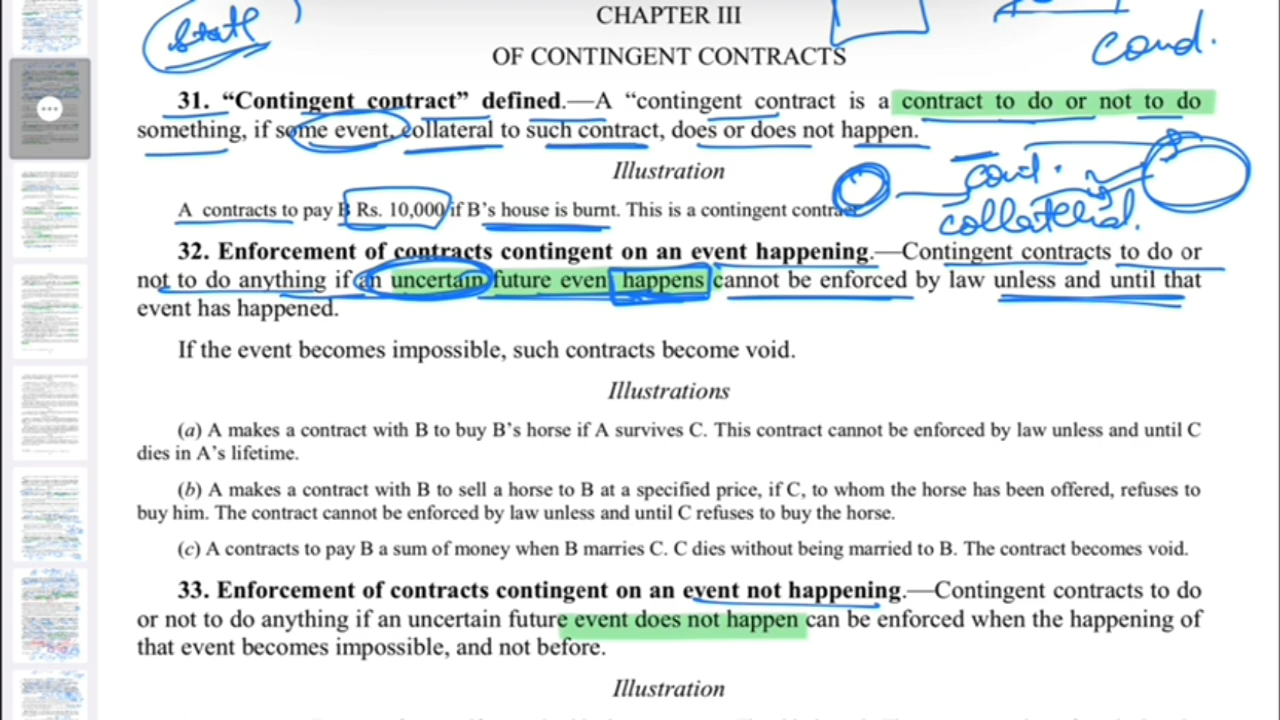 CHAPTER III
State
cond.
OF CONTINGENT CONTRACTS
31. “Contingent contract” defined.—A “contingent contract is a contract to do or not to do
something, if some event, collateral to such contract, does or does not happen.
Illustration
cond.
A contracts to pay B Rs. 10,000 if B’s house is burnt. This is a contingent contract
collateral.
32. Enforcement of contracts contingent on an event happening.—Contingent contracts to do or
not to do anything if an uncertain future even happens cannot be enforced by law unless and until that
event has happened.
If the event becomes impossible, such contracts become void.
Illustrations
(a) A makes a contract with B to buy B’s horse if A survives C. This contract cannot be enforced by law unless and until C
dies in A’s lifetime.
(b) A makes a contract with B to sell a horse to B at a specified price, if C, to whom the horse has been offered, refuses to
buy him. The contract cannot be enforced by law unless and until C refuses to buy the horse.
(c) A contracts to pay B a sum of money when B marries C. C dies without being married to B. The contract becomes void.
33. Enforcement of contracts contingent on an event not happening.—Contingent contracts to do
or not to do anything if an uncertain future event does not happen can be enforced when the happening of
that event becomes impossible, and not before.
Illustration